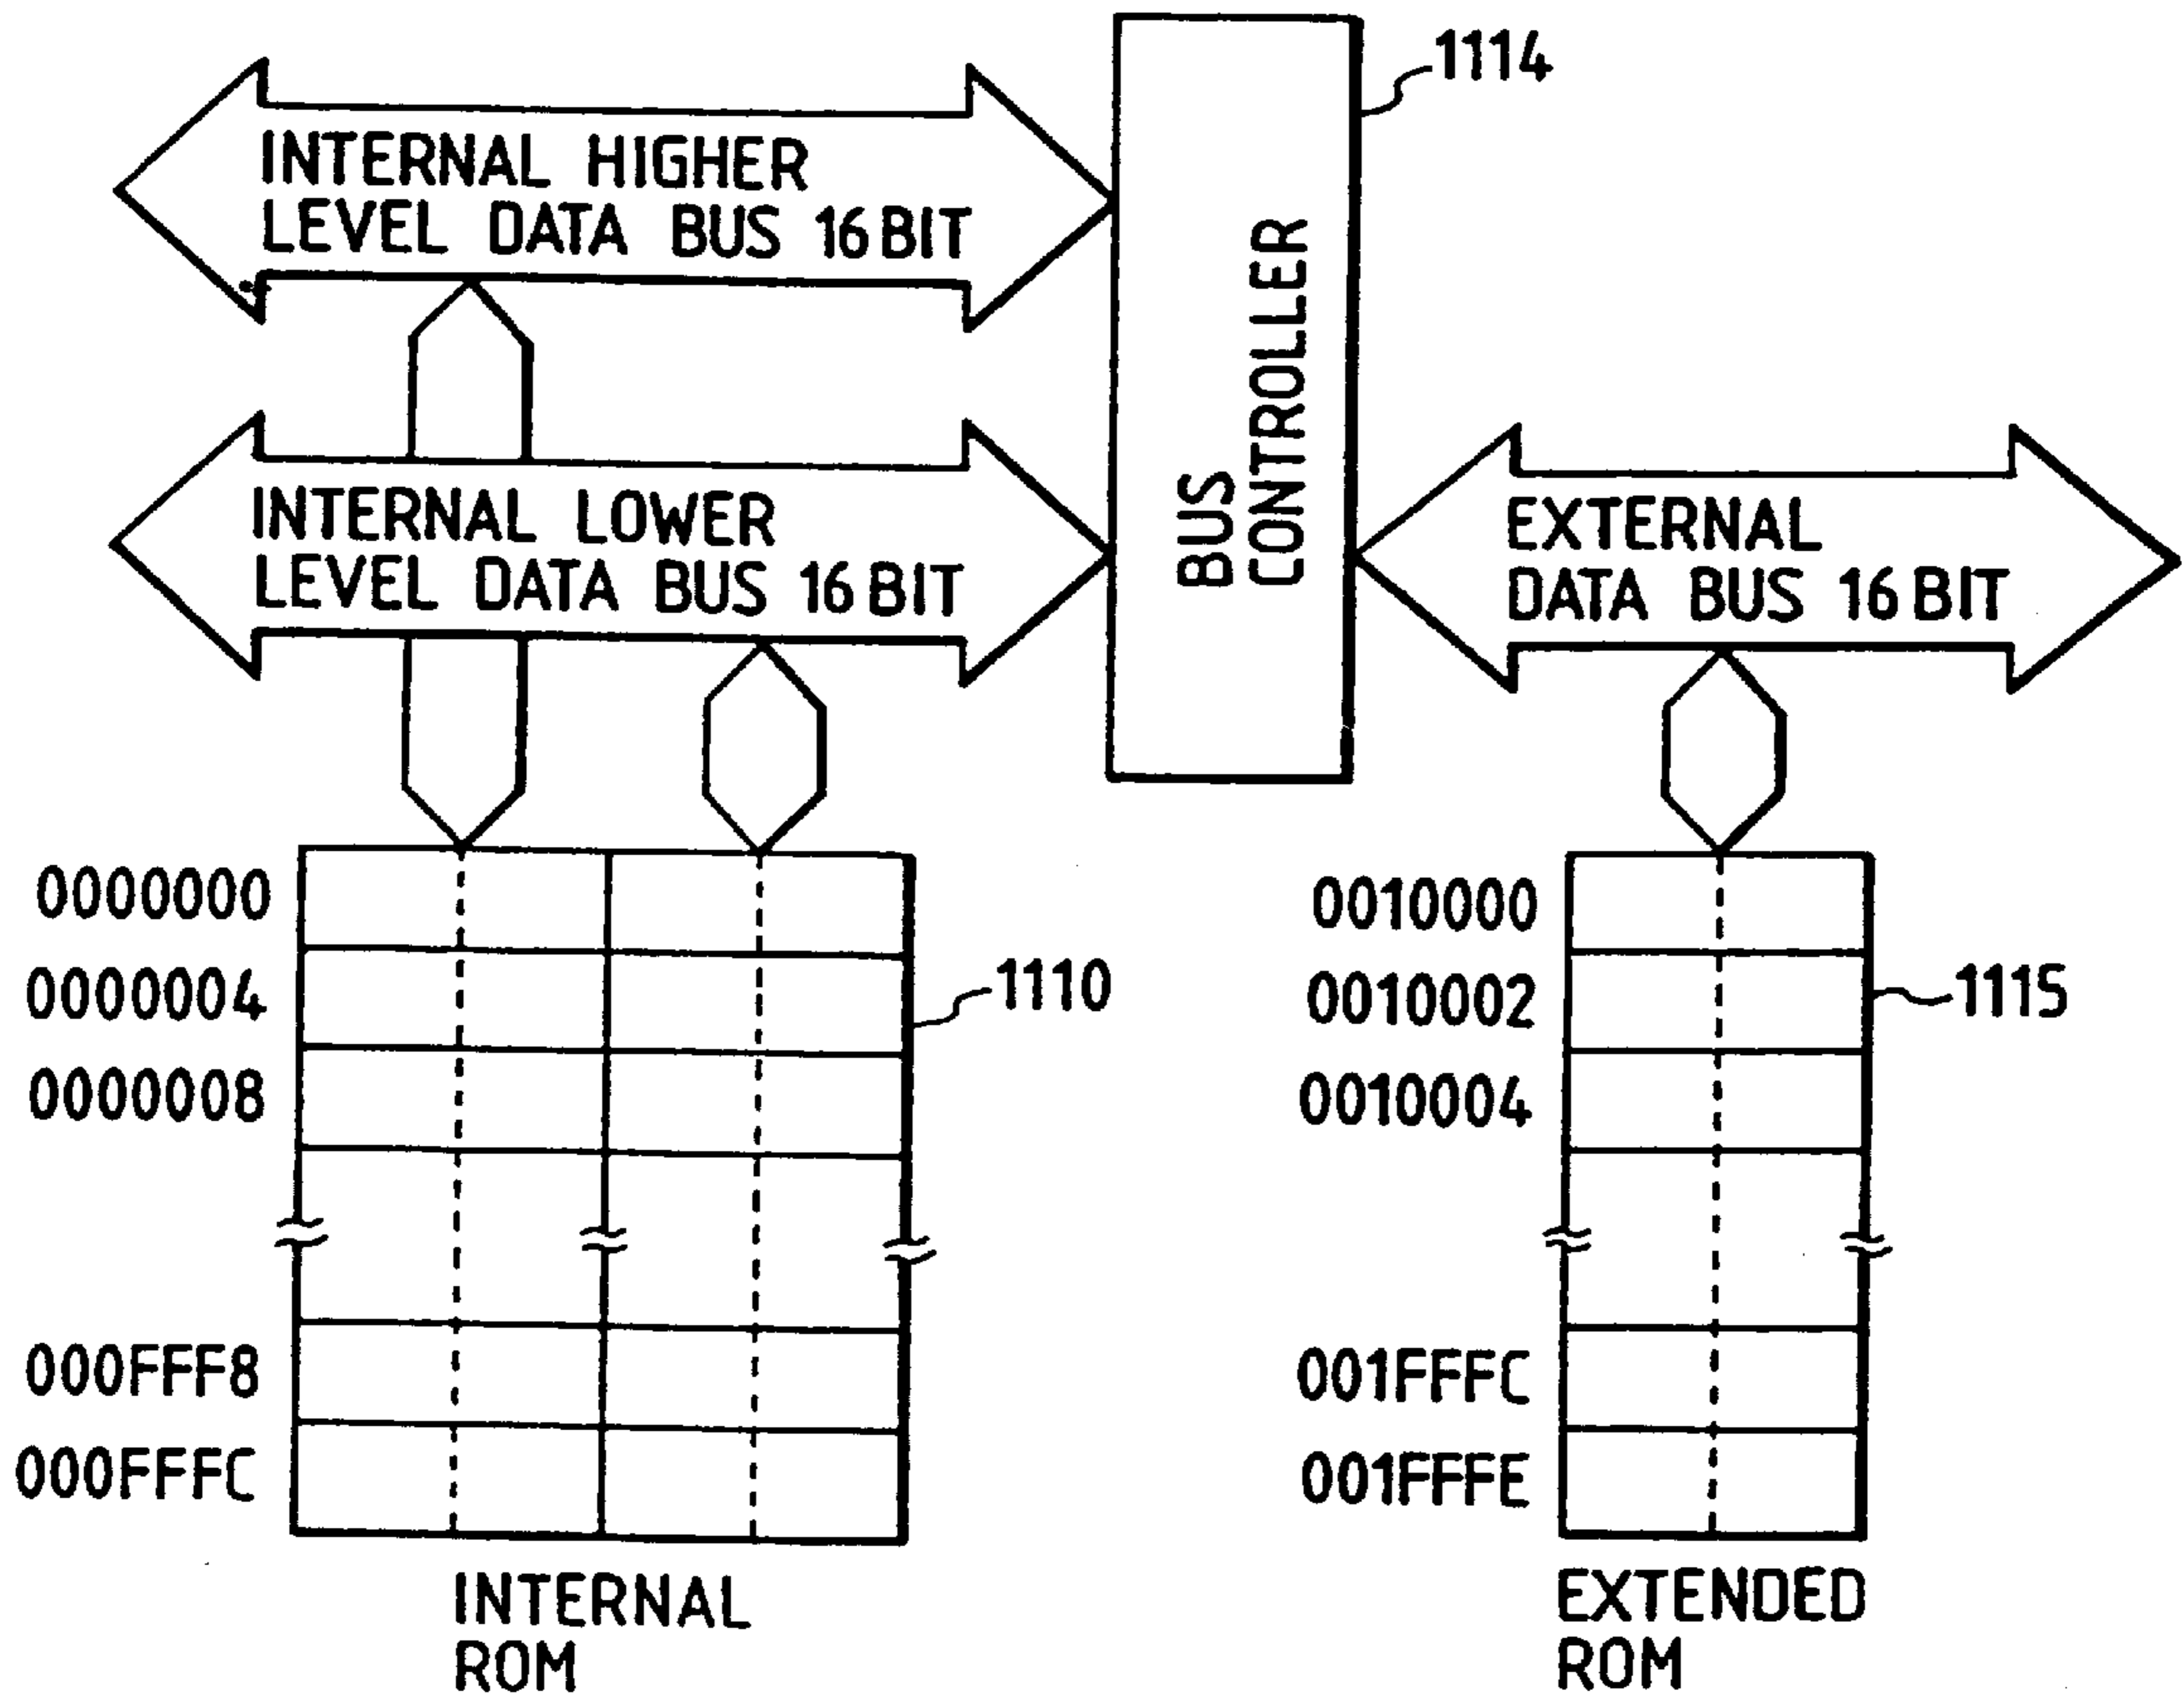 1114
INTERNAL HIGHER
LEVEL DATA BUS 16 BIT
BUS
CONTROLLER
INTERNAL LOWER
LEVEL DATA BUS 16 BIT
EXTERNAL
DATA BUS 16 BIT
0000000
0000004
0000008
000FFF8
000FFFC
1110
INTERNAL
ROM
0010000
0010002
0010004
001FFFC
001FFFE
1115
EXTENDED
ROM